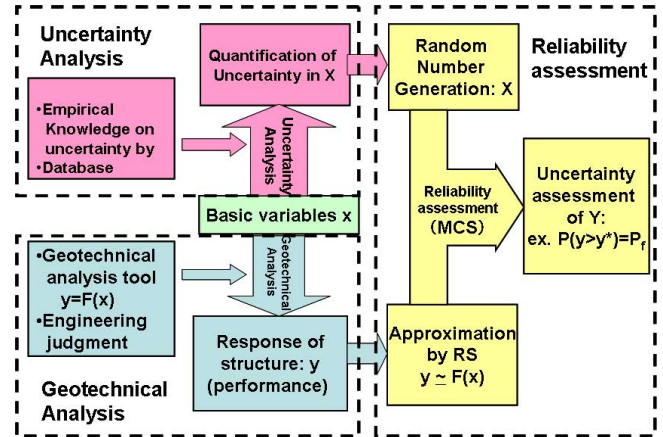 Uncertainty
Analysis
•Empirical
Knowledge on
uncertainty by
•Database
Quantification of
Uncertainty in X
Uncertainty
Analysis
Basic variables x
•Geotechnical
analysis tool
y=F(x)
•Engineering
judgment
Geotechnical
Analysis
Response of
structure: y
(performance)
Geotechnical
Analysis
Random
Number
Generation: X
Reliability
assessment
Reliability
assessment
(MCS)
Uncertainty
assessment
of Y:
ex. P(y>y*)=Pf
Approximation
by RS
y ≃ F(x)